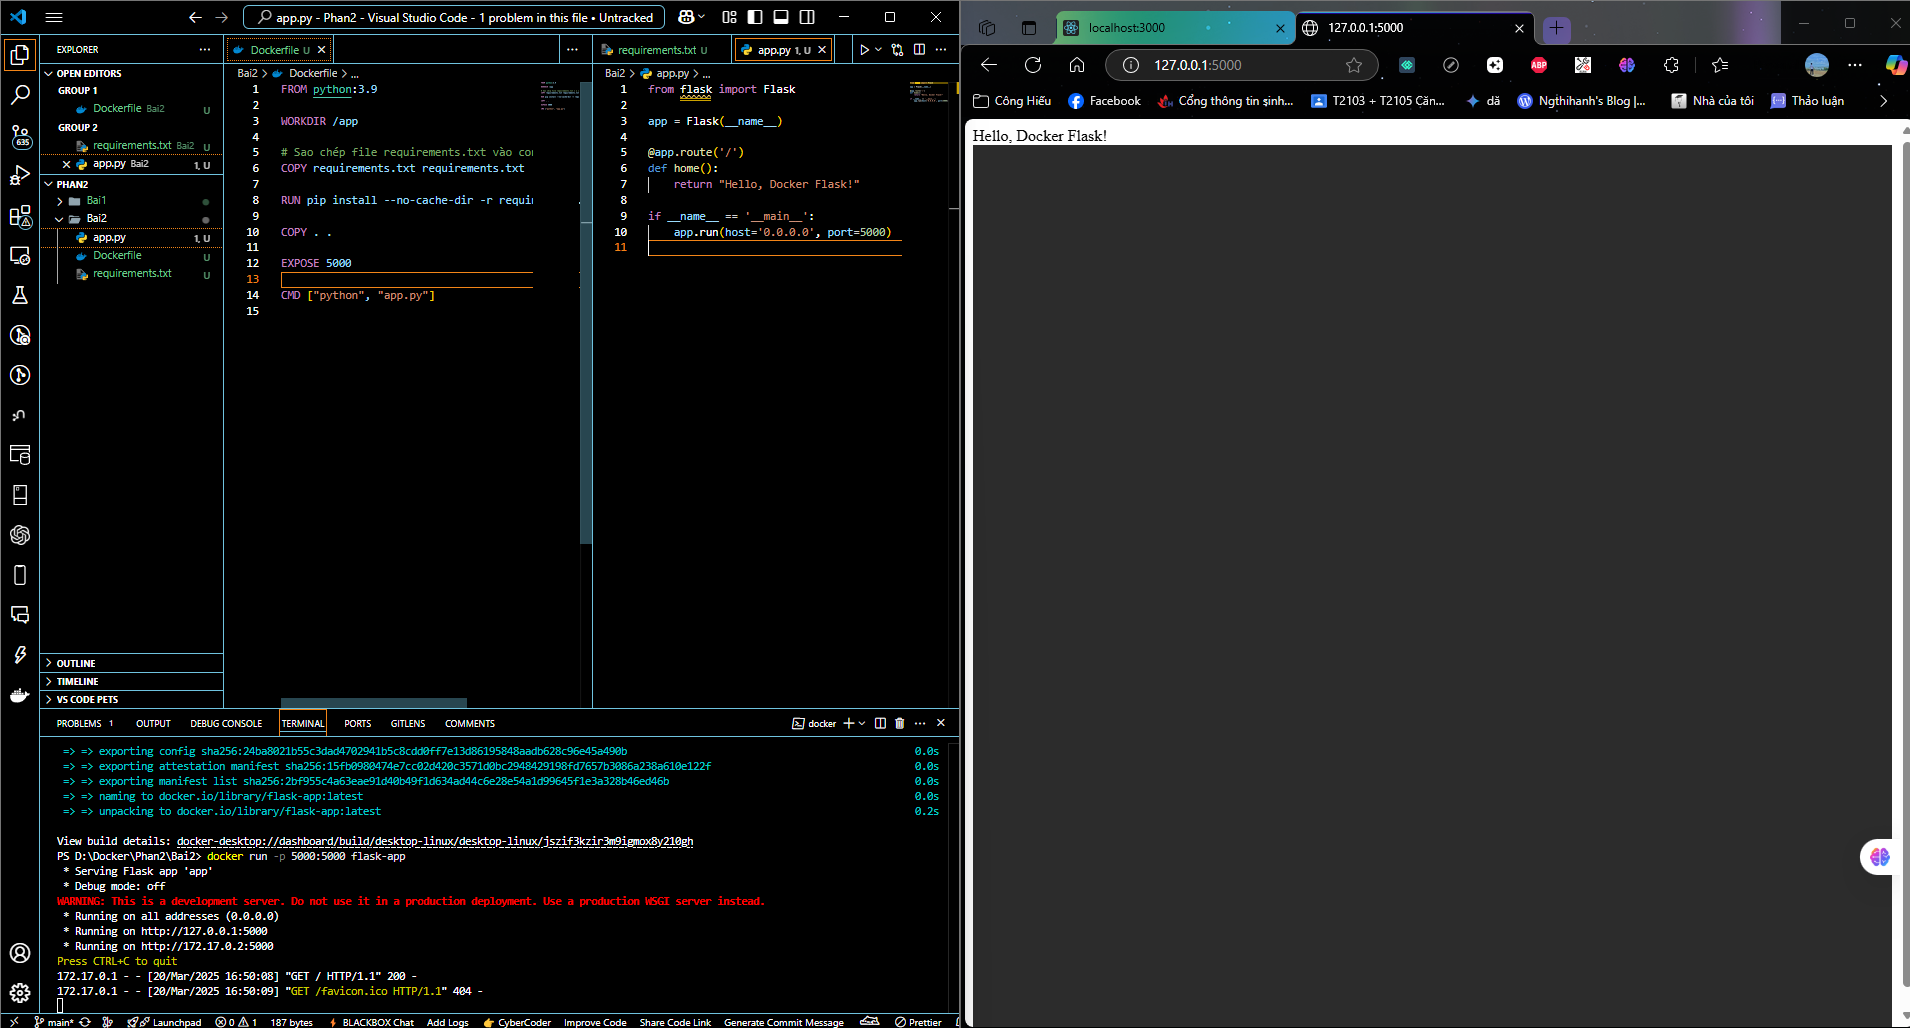 app.py - Phan2 - Visual Studio Code - 1 problem in this file • Untracked
EXPLORER
OPEN EDITORS
GROUP 1
Dockerfile Bai2 U
GROUP 2
requirements.txt Bai2 U
app.py Bai2 1, U
PHAN2
Bai1
Bai2
app.py 1, U
Dockerfile U
requirements.txt U
OUTLINE
TIMELINE
VS CODE PETS
635
Dockerfile U
Bai2 > Dockerfile > ...
1 FROM python:3.9
2
3 WORKDIR /app
4
5 # Sao chép file requirements.txt vào
6 COPY requirements.txt requirements.txt
7
8 RUN pip install --no-cache-dir -r
9
10 COPY . .
11
12 EXPOSE 5000
13
14 CMD ["python", "app.py"]
15
requirements.txt U
app.py 1, U
Bai2 > app.py > ...
1 from flask import Flask
2
3 app = Flask(__name__)
4
5 @app.route('/')
6 def home():
7 return "Hello, Docker Flask!"
8
9 if __name__ == '__main__':
10 app.run(host='0.0.0.0', port=5000)
11
PROBLEMS 1 OUTPUT DEBUG CONSOLE TERMINAL PORTS GITLENS COMMENTS
docker
=> => exporting config sha256:24ba8021b55c3dad4702941b5c8cdd0ff7e13d86195848aadb628c96e45a490b 0.0s
=> => exporting attestation manifest sha256:15fb0980474e7cc02d420c3571d0bc2948429198fd7657b3086a238a610e122f 0.0s
=> => exporting manifest list sha256:2bf955c4a63eae91d40b49f1d634ad44c6e28e54a1d99645f1e3a328b46ed46b 0.0s
=> => naming to docker.io/library/flask-app:latest 0.0s
=> => unpacking to docker.io/library/flask-app:latest 0.2s
View build details: docker-desktop://dashboard/build/desktop-linux/desktop-linux/jszif3kzir3m9igmox8y210gh
PS D:\Docker\Phan2\Bai2> docker run -p 5000:5000 flask-app
* Serving Flask app 'app'
* Debug mode: off
WARNING: This is a development server. Do not use it in a production deployment. Use a production WSGI server instead.
* Running on all addresses (0.0.0.0)
* Running on http://127.0.0.1:5000
* Running on http://172.17.0.2:5000
Press CTRL+C to quit
172.17.0.1 - - [20/Mar/2025 16:50:08] "GET / HTTP/1.1" 200 -
172.17.0.1 - - [20/Mar/2025 16:50:09] "GET /favicon.ico HTTP/1.1" 404 -
main* Launchpad 0 1 187 bytes BLACKBOX Chat Add Logs CyberCoder Improve Code Share Code Link Generate Commit Message Prettier
localhost:3000
127.0.0.1:5000
127.0.0.1:5000
ABP
Công Hiếu Facebook Cổng thông tin sinh... T2103 + T2105 Căn... dã Ngthihanh's Blog |... Nhà của tôi Thảo luận
Hello, Docker Flask!